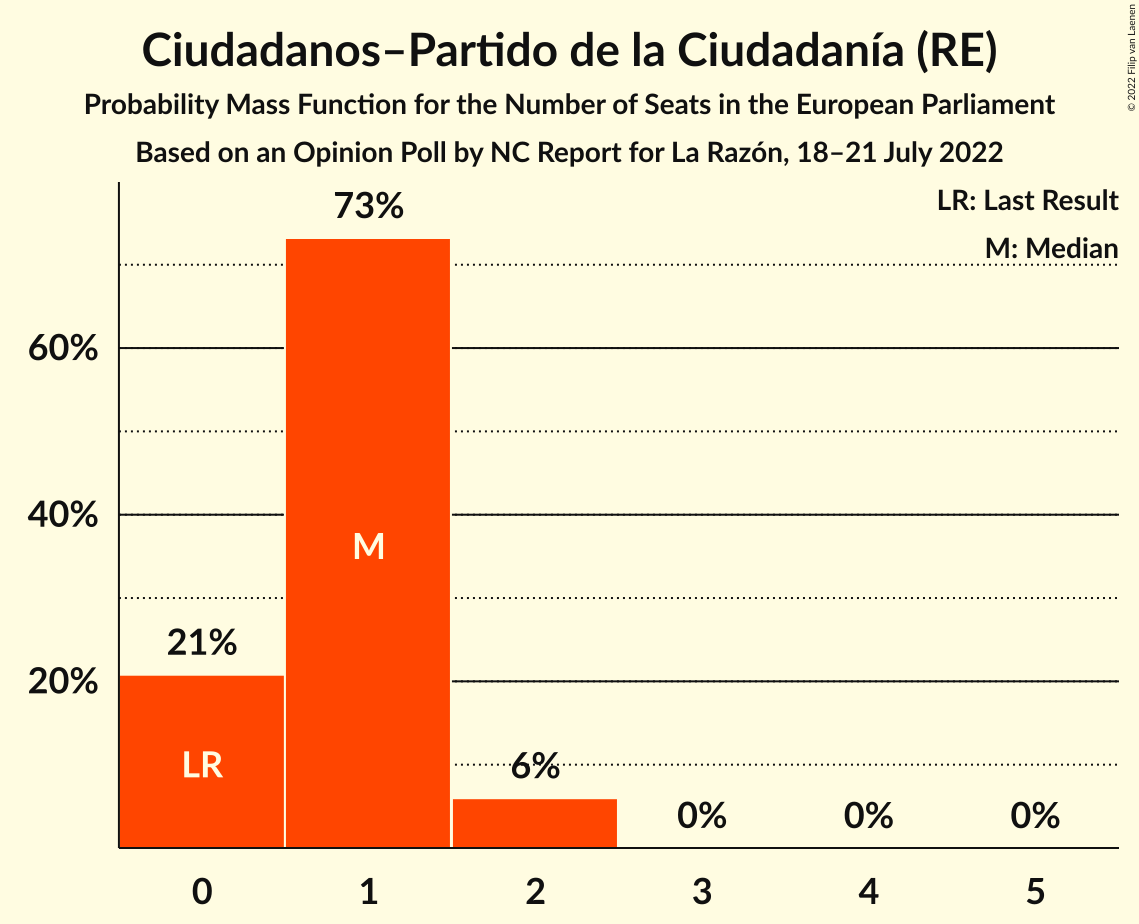 Ciudadanos–Partido de la Ciudadanía (RE)
Probability Mass Function for the Number of Seats in the European Parliament
Based on an Opinion Poll by NC Report for La Razón, 18–21 July 2022
© 2022 Filip van Laenen
LR: Last Result
M: Median
73%
60%
40%
M
21%
20%
LR
6%
0%
0%
0%
0
1
2
3
4
5